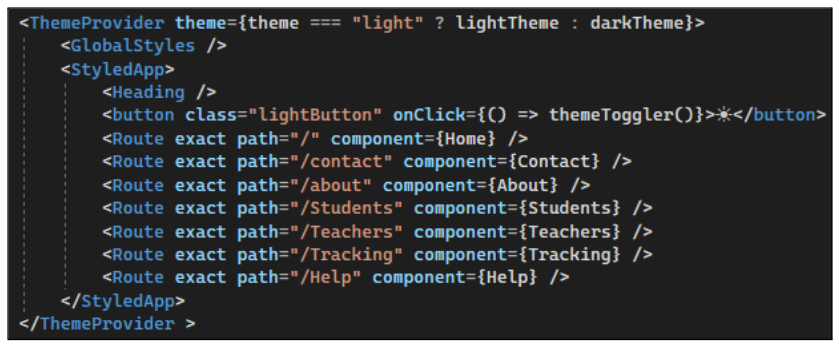 <ThemeProvider theme={theme === "light" ? lightTheme : darkTheme}>
<GlobalStyles />
<StyledApp>
<Heading />
<button class="lightButton" onClick={() => themeToggler()}>☀</button>
<Route exact path="/" component={Home} />
<Route exact path="/contact" component={Contact} />
<Route exact path="/about" component={About} />
<Route exact path="/Students" component={Students} />
<Route exact path="/Teachers" component={Teachers} />
<Route exact path="/Tracking" component={Tracking} />
<Route exact path="/Help" component={Help} />
</StyledApp>
</ThemeProvider >